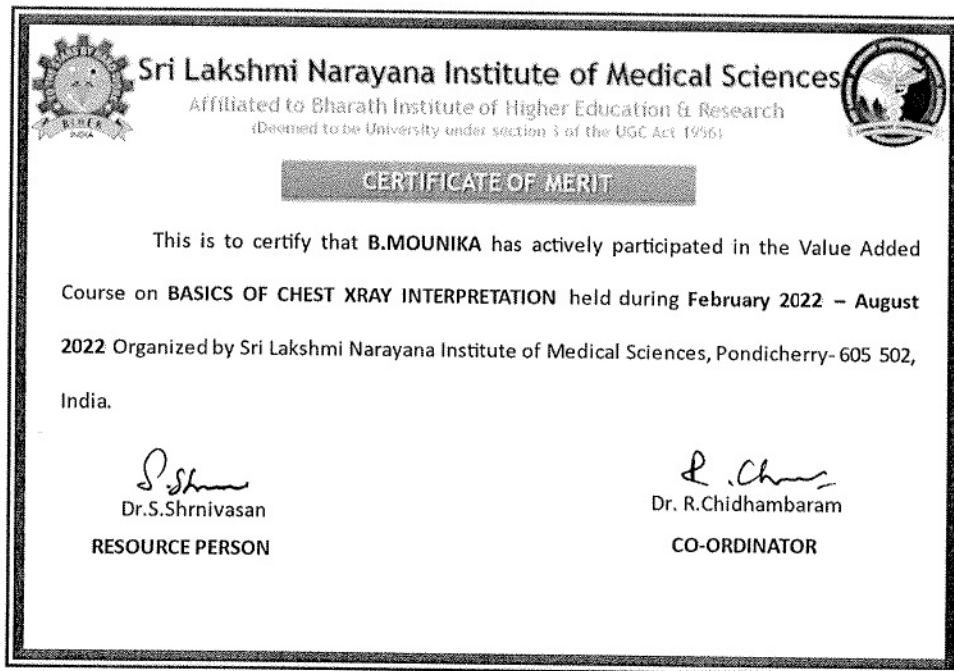 Sri Lakshmi Narayana Institute of Medical Sciences
Affiliated to Bharath Institute of Higher Education & Research
(Deemed to be University under section 3 of the UGC Act 1956)
BIHER
INDIA
CERTIFICATE OF MERIT
This is to certify that B.MOUNIKA has actively participated in the Value Added
Course on BASICS OF CHEST XRAY INTERPRETATION held during February 2022 – August
2022 Organized by Sri Lakshmi Narayana Institute of Medical Sciences, Pondicherry- 605 502,
India.
Dr.S.Shrnivasan
RESOURCE PERSON
R.
Dr. R.Chidhambaram
CO-ORDINATOR